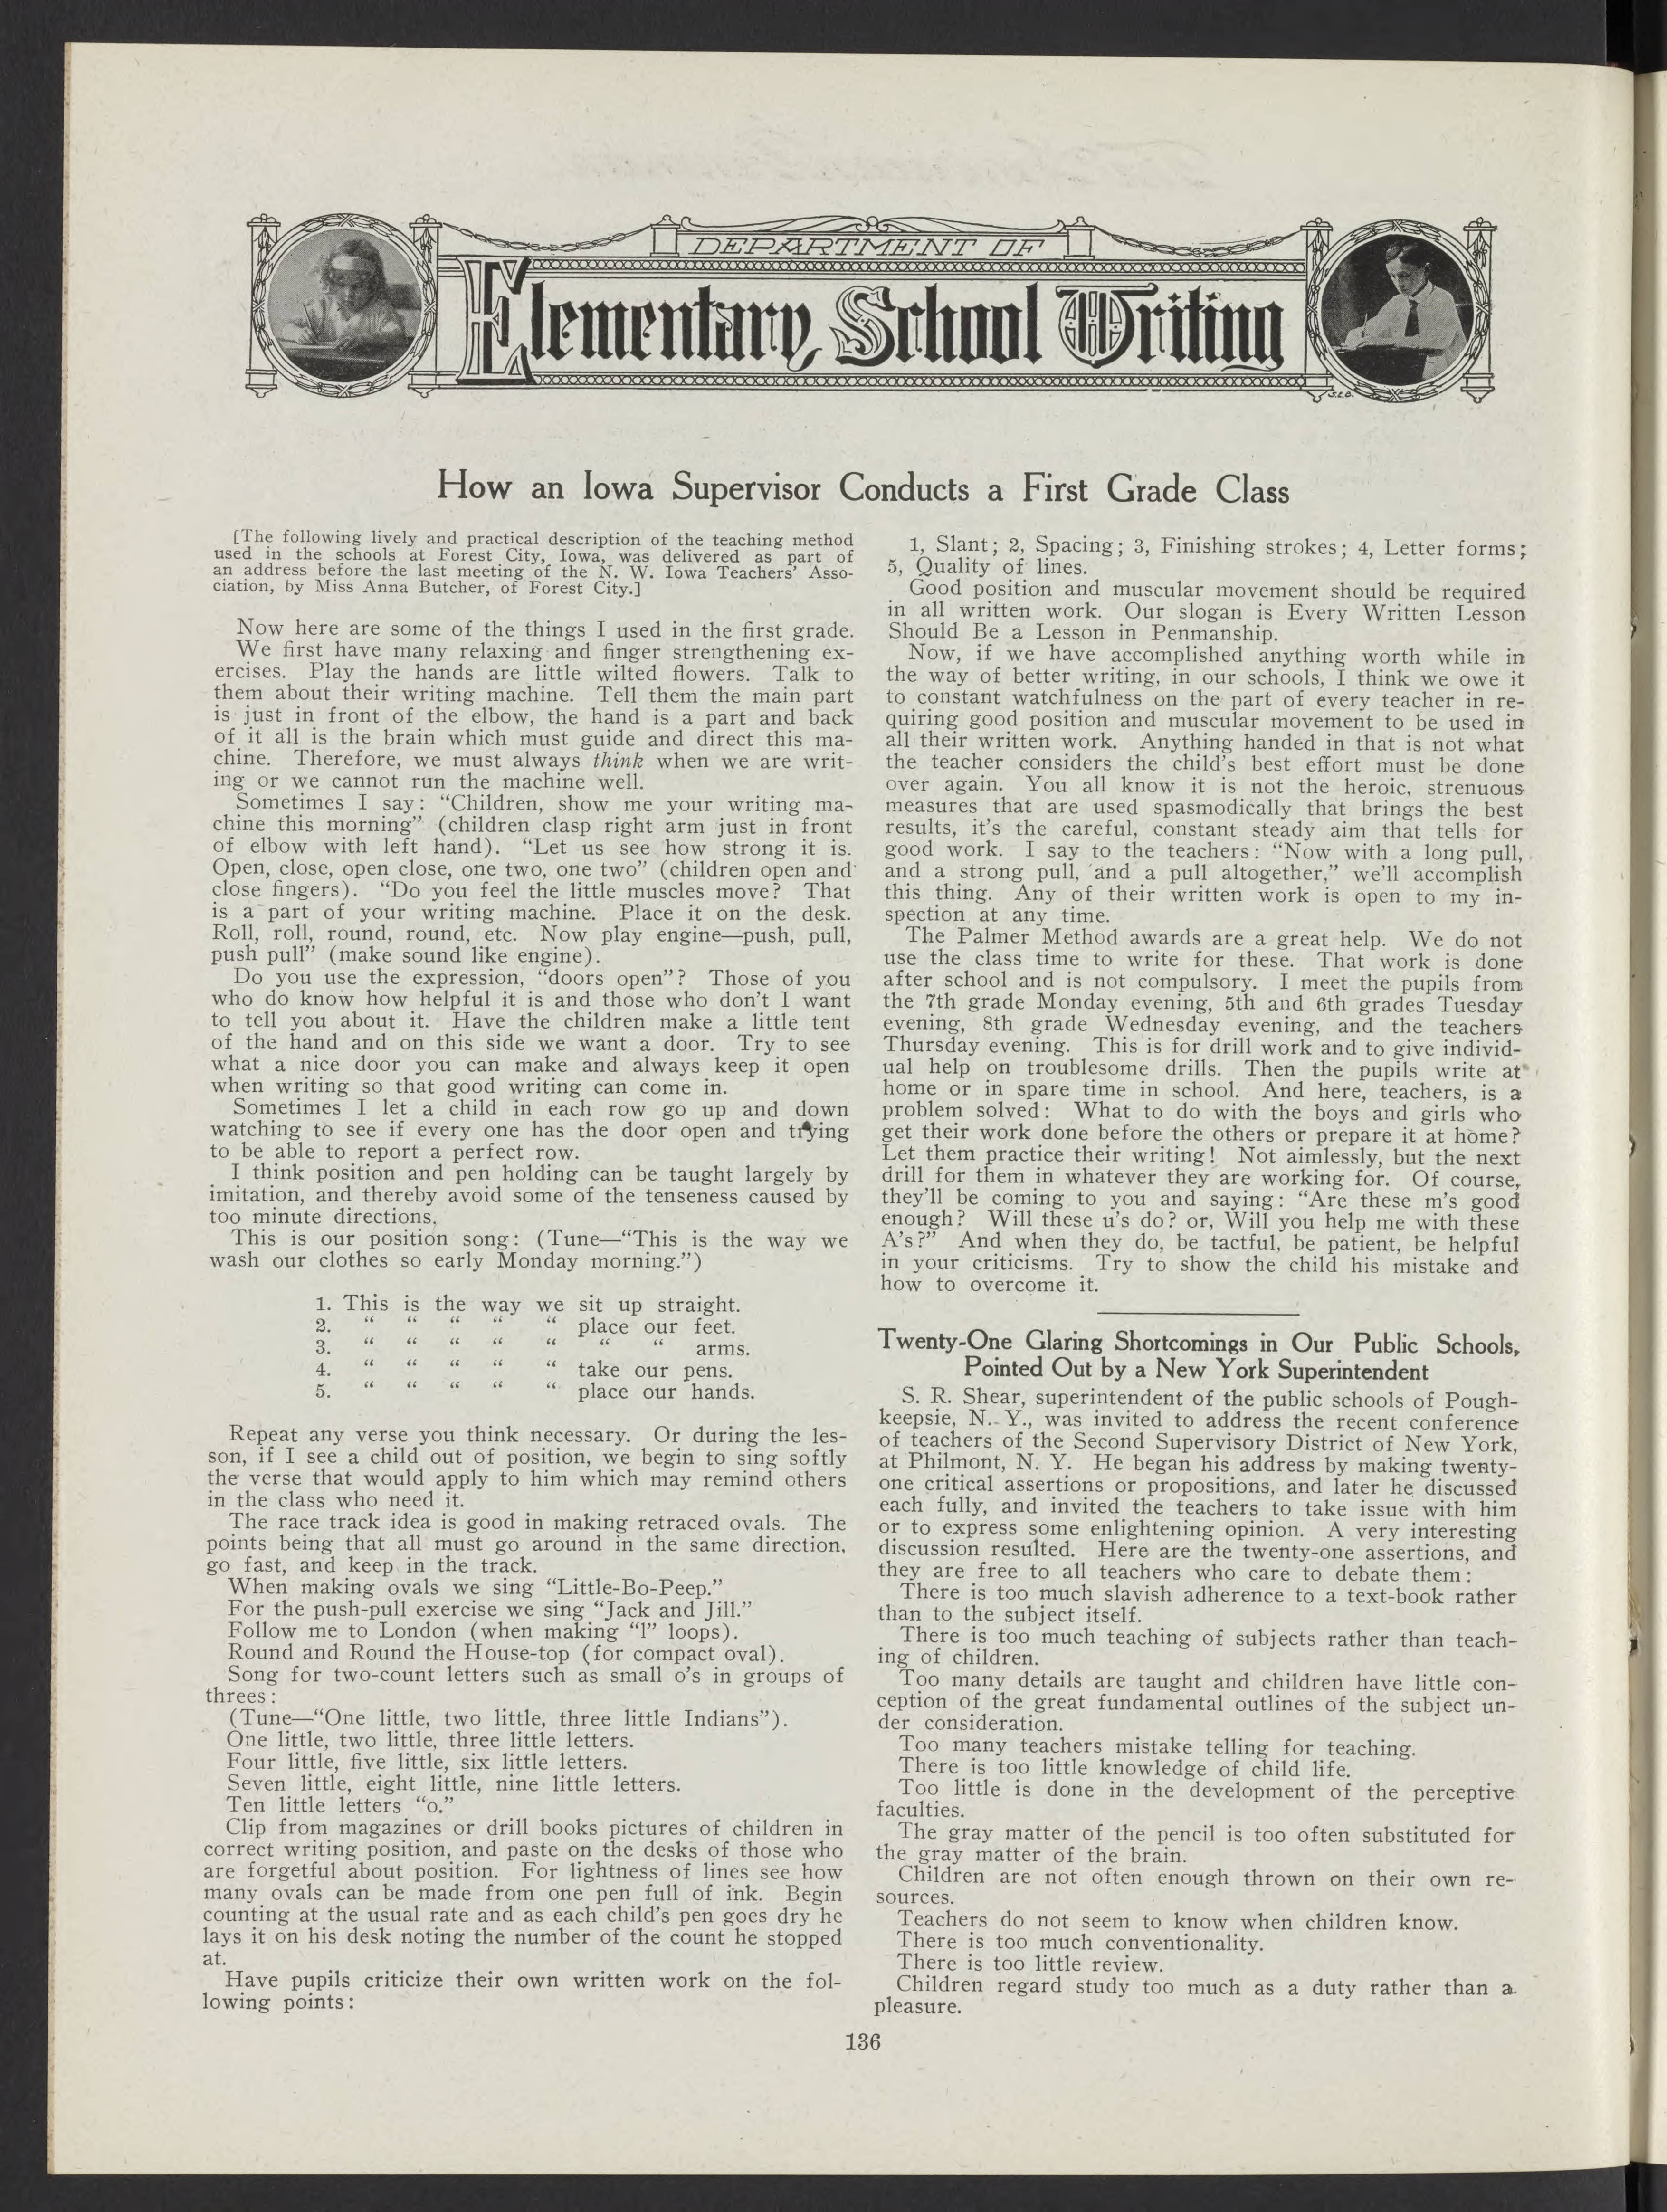 DEPARTMENT OF
Elementary School Writing
S.E.B.
How an Iowa Supervisor Conducts a First Grade Class
[The following lively and practical description of the teaching method
used in the schools at Forest City, Iowa, was delivered as part of
an address before the last meeting of the N. W. Iowa Teachers' Asso-
ciation, by Miss Anna Butcher, of Forest City.]
Now here are some of the things I used in the first grade.
We first have many relaxing and finger strengthening ex-
ercises. Play the hands are little wilted flowers. Talk to
them about their writing machine. Tell them the main part
is just in front of the elbow, the hand is a part and back
of it all is the brain which must guide and direct this ma-
chine. Therefore, we must always think when we are writ-
ing or we cannot run the machine well.
Sometimes I say: "Children, show me your writing ma-
chine this morning" (children clasp right arm just in front
of elbow with left hand). "Let us see how strong it is.
Open, close, open close, one two, one two" (children open and
close fingers). "Do you feel the little muscles move? That
is a part of your writing machine. Place it on the desk.
Roll, roll, round, round, etc. Now play engine—push, pull,
push pull" (make sound like engine).
Do you use the expression, "doors open"? Those of you
who do know how helpful it is and those who don't I want
to tell you about it. Have the children make a little tent
of the hand and on this side we want a door. Try to see
what a nice door you can make and always keep it open
when writing so that good writing can come in.
Sometimes I let a child in each row go up and down
watching to see if every one has the door open and trying
to be able to report a perfect row.
I think position and pen holding can be taught largely by
imitation, and thereby avoid some of the tenseness caused by
too minute directions.
This is our position song: (Tune—"This is the way we
wash our clothes so early Monday morning.")
1. This is the way we sit up straight.
2. " " " " " place our feet.
3. " " " " " " " arms.
4. " " " " " take our pens.
5. " " " " " place our hands.
Repeat any verse you think necessary. Or during the les-
son, if I see a child out of position, we begin to sing softly
the verse that would apply to him which may remind others
in the class who need it.
The race track idea is good in making retraced ovals. The
points being that all must go around in the same direction,
go fast, and keep in the track.
When making ovals we sing "Little-Bo-Peep."
For the push-pull exercise we sing "Jack and Jill."
Follow me to London (when making "l" loops).
Round and Round the House-top (for compact oval).
Song for two-count letters such as small o's in groups of
threes:
(Tune—"One little, two little, three little Indians").
One little, two little, three little letters.
Four little, five little, six little letters.
Seven little, eight little, nine little letters.
Ten little letters "o."
Clip from magazines or drill books pictures of children in
correct writing position, and paste on the desks of those who
are forgetful about position. For lightness of lines see how
many ovals can be made from one pen full of ink. Begin
counting at the usual rate and as each child's pen goes dry he
lays it on his desk noting the number of the count he stopped
at.
Have pupils criticize their own written work on the fol-
lowing points:
1, Slant; 2, Spacing; 3, Finishing strokes; 4, Letter forms;
5, Quality of lines.
Good position and muscular movement should be required
in all written work. Our slogan is Every Written Lesson
Should Be a Lesson in Penmanship.
Now, if we have accomplished anything worth while in
the way of better writing, in our schools, I think we owe it
to constant watchfulness on the part of every teacher in re-
quiring good position and muscular movement to be used in
all their written work. Anything handed in that is not what
the teacher considers the child's best effort must be done
over again. You all know it is not the heroic, strenuous
measures that are used spasmodically that brings the best
results, it's the careful, constant steady aim that tells for
good work. I say to the teachers: "Now with a long pull,
and a strong pull, and a pull altogether," we'll accomplish
this thing. Any of their written work is open to my in-
spection at any time.
The Palmer Method awards are a great help. We do not
use the class time to write for these. That work is done
after school and is not compulsory. I meet the pupils from
the 7th grade Monday evening, 5th and 6th grades Tuesday
evening, 8th grade Wednesday evening, and the teachers
Thursday evening. This is for drill work and to give individ-
ual help on troublesome drills. Then the pupils write at
home or in spare time in school. And here, teachers, is a
problem solved: What to do with the boys and girls who
get their work done before the others or prepare it at home?
Let them practice their writing! Not aimlessly, but the next
drill for them in whatever they are working for. Of course,
they'll be coming to you and saying: "Are these m's good
enough? Will these u's do? or, Will you help me with these
A's?" And when they do, be tactful, be patient, be helpful
in your criticisms. Try to show the child his mistake and
how to overcome it.
Twenty-One Glaring Shortcomings in Our Public Schools,
Pointed Out by a New York Superintendent
S. R. Shear, superintendent of the public schools of Pough-
keepsie, N. Y., was invited to address the recent conference
of teachers of the Second Supervisory District of New York,
at Philmont, N. Y. He began his address by making twenty-
one critical assertions or propositions, and later he discussed
each fully, and invited the teachers to take issue with him
or to express some enlightening opinion. A very interesting
discussion resulted. Here are the twenty-one assertions, and
they are free to all teachers who care to debate them:
There is too much slavish adherence to a text-book rather
than to the subject itself.
There is too much teaching of subjects rather than teach-
ing of children.
Too many details are taught and children have little con-
ception of the great fundamental outlines of the subject un-
der consideration.
Too many teachers mistake telling for teaching.
There is too little knowledge of child life.
Too little is done in the development of the perceptive
faculties.
The gray matter of the pencil is too often substituted for
the gray matter of the brain.
Children are not often enough thrown on their own re-
sources.
Teachers do not seem to know when children know.
There is too much conventionality.
There is too little review.
Children regard study too much as a duty rather than a
pleasure.
136